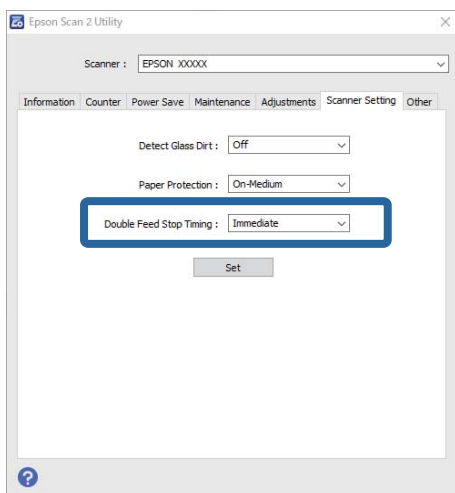 Epson Scan 2 Utility
Scanner : EPSON XXXXX
Information Counter Power Save Maintenance Adjustments Scanner Setting Other
Detect Glass Dirt : Off
Paper Protection : On-Medium
Double Feed Stop Timing : Immediate
Set
?